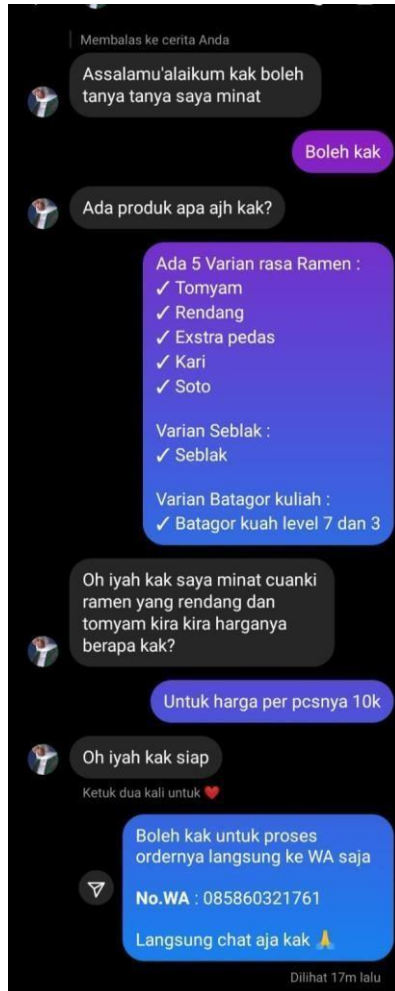 Membalas ke cerita Anda
Assalamu'alaikum kak boleh
tanya tanya saya minat
Boleh kak
Ada produk apa ajh kak?
Ada 5 Varian rasa Ramen :
✓ Tomyam
✓ Rendang
✓ Exstra pedas
✓ Kari
✓ Soto
Varian Seblak :
✓ Seblak
Varian Batagor kuliah :
✓ Batagor kuah level 7 dan 3
Oh iyah kak saya minat cuanki
ramen yang rendang dan
tomyam kira kira harganya
berapa kak?
Untuk harga per pcsnya 10k
Oh iyah kak siap
Ketuk dua kali untuk ❤️
Boleh kak untuk proses
ordernya langsung ke WA saja
No.WA : 085860321761
Langsung chat aja kak 🙏
Dilihat 17m lalu